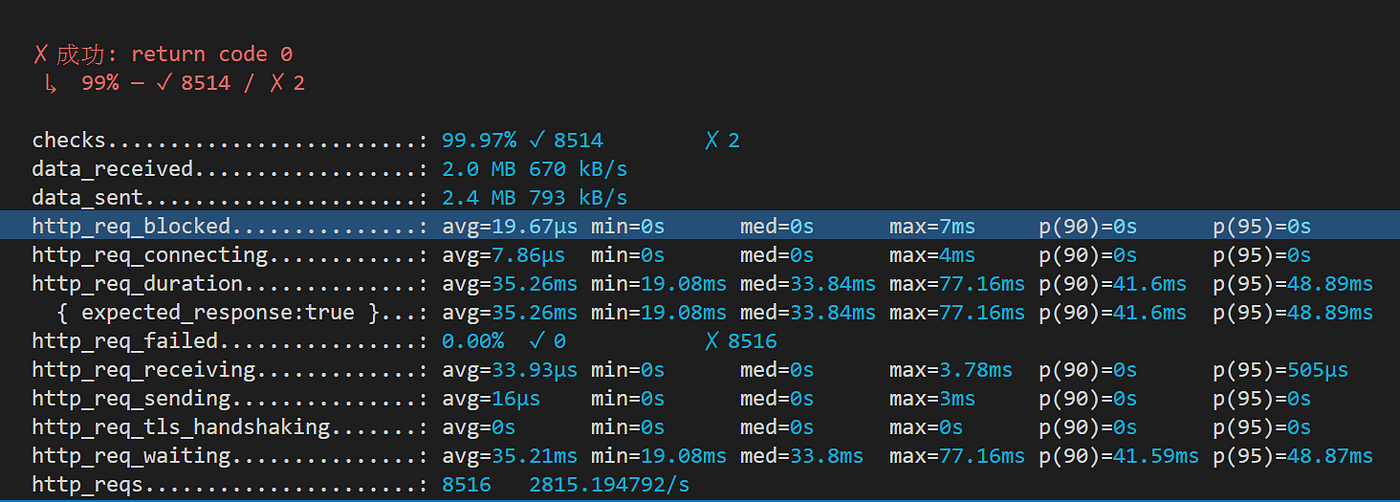 ✗ 成功: return code 0
↳ 99% — ✓ 8514 / ✗ 2
checks.........................: 99.97% ✓ 8514 ✗ 2
data_received..................: 2.0 MB 670 kB/s
data_sent......................: 2.4 MB 793 kB/s
http_req_blocked...............: avg=19.67µs min=0s med=0s max=7ms p(90)=0s p(95)=0s
http_req_connecting............: avg=7.86µs min=0s med=0s max=4ms p(90)=0s p(95)=0s
http_req_duration..............: avg=35.26ms min=19.08ms med=33.84ms max=77.16ms p(90)=41.6ms p(95)=48.89ms
{ expected_response:true }...: avg=35.26ms min=19.08ms med=33.84ms max=77.16ms p(90)=41.6ms p(95)=48.89ms
http_req_failed................: 0.00% ✓ 0 ✗ 8516
http_req_receiving.............: avg=33.93µs min=0s med=0s max=3.78ms p(90)=0s p(95)=505µs
http_req_sending...............: avg=16µs min=0s med=0s max=3ms p(90)=0s p(95)=0s
http_req_tls_handshaking.......: avg=0s min=0s med=0s max=0s p(90)=0s p(95)=0s
http_req_waiting...............: avg=35.21ms min=19.08ms med=33.8ms max=77.16ms p(90)=41.59ms p(95)=48.87ms
http_reqs......................: 8516 2815.194792/s